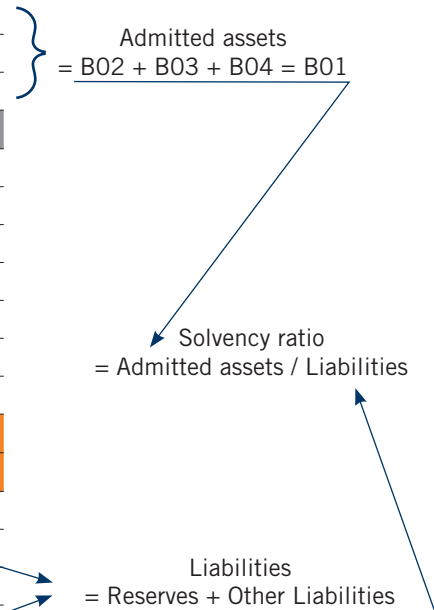 Admitted assets
= B02 + B03 + B04 = B01
Solvency ratio
= Admitted assets / Liabilities
Liabilities
= Reserves + Other Liabilities